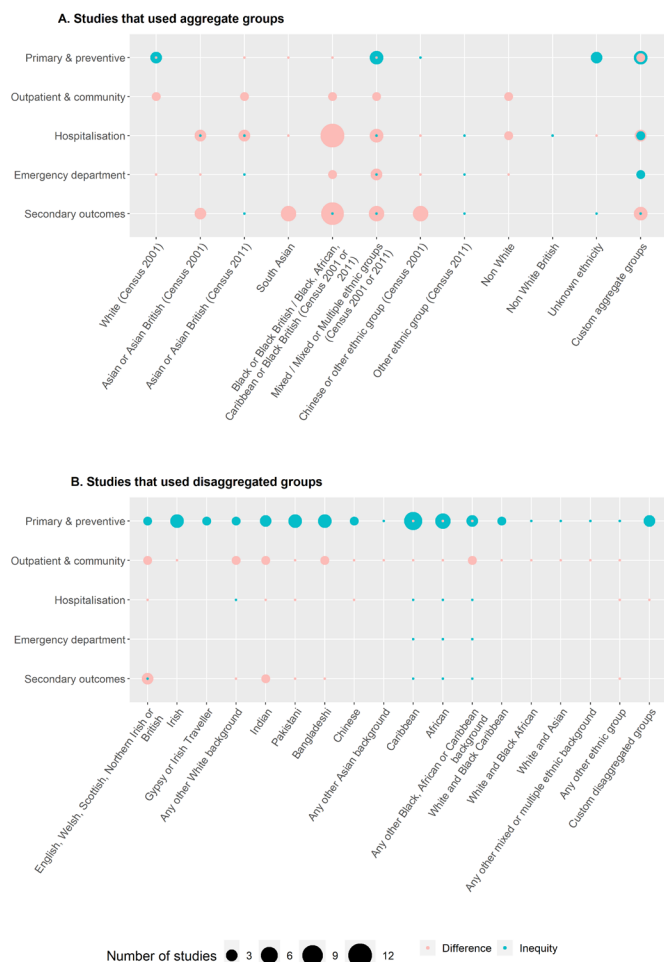 A. Studies that used aggregate groups
Primary & preventive
Outpatient & community
Hospitalisation
Emergency department
Secondary outcomes
White (Census 2001)
Asian or Asian British (Census 2001)
Asian or Asian British (Census 2011)
South Asian
Black or Black British / Black, African,
Caribbean or Black British (Census 2001 or
2011)
Mixed / Mixed or Multiple ethnic groups
(Census 2001 or 2011)
Chinese or other ethnic group (Census 2001)
Other ethnic group (Census 2011)
Non White
Non White British
Unknown ethnicity
Custom aggregate groups
B. Studies that used disaggregated groups
Primary & preventive
Outpatient & community
Hospitalisation
Emergency department
Secondary outcomes
English, Welsh, Scottish, Northern Irish or
British
Irish
Gypsy or Irish Traveller
Any other White background
Indian
Pakistani
Bangladeshi
Chinese
Any other Asian background
Caribbean
African
Any other Black, African or Caribbean
background
White and Black Caribbean
White and Black African
White and Asian
Any other mixed or multiple ethnic background
Any other ethnic group
Custom disaggregated groups
Number of studies 3 6 9 12 Difference Inequity